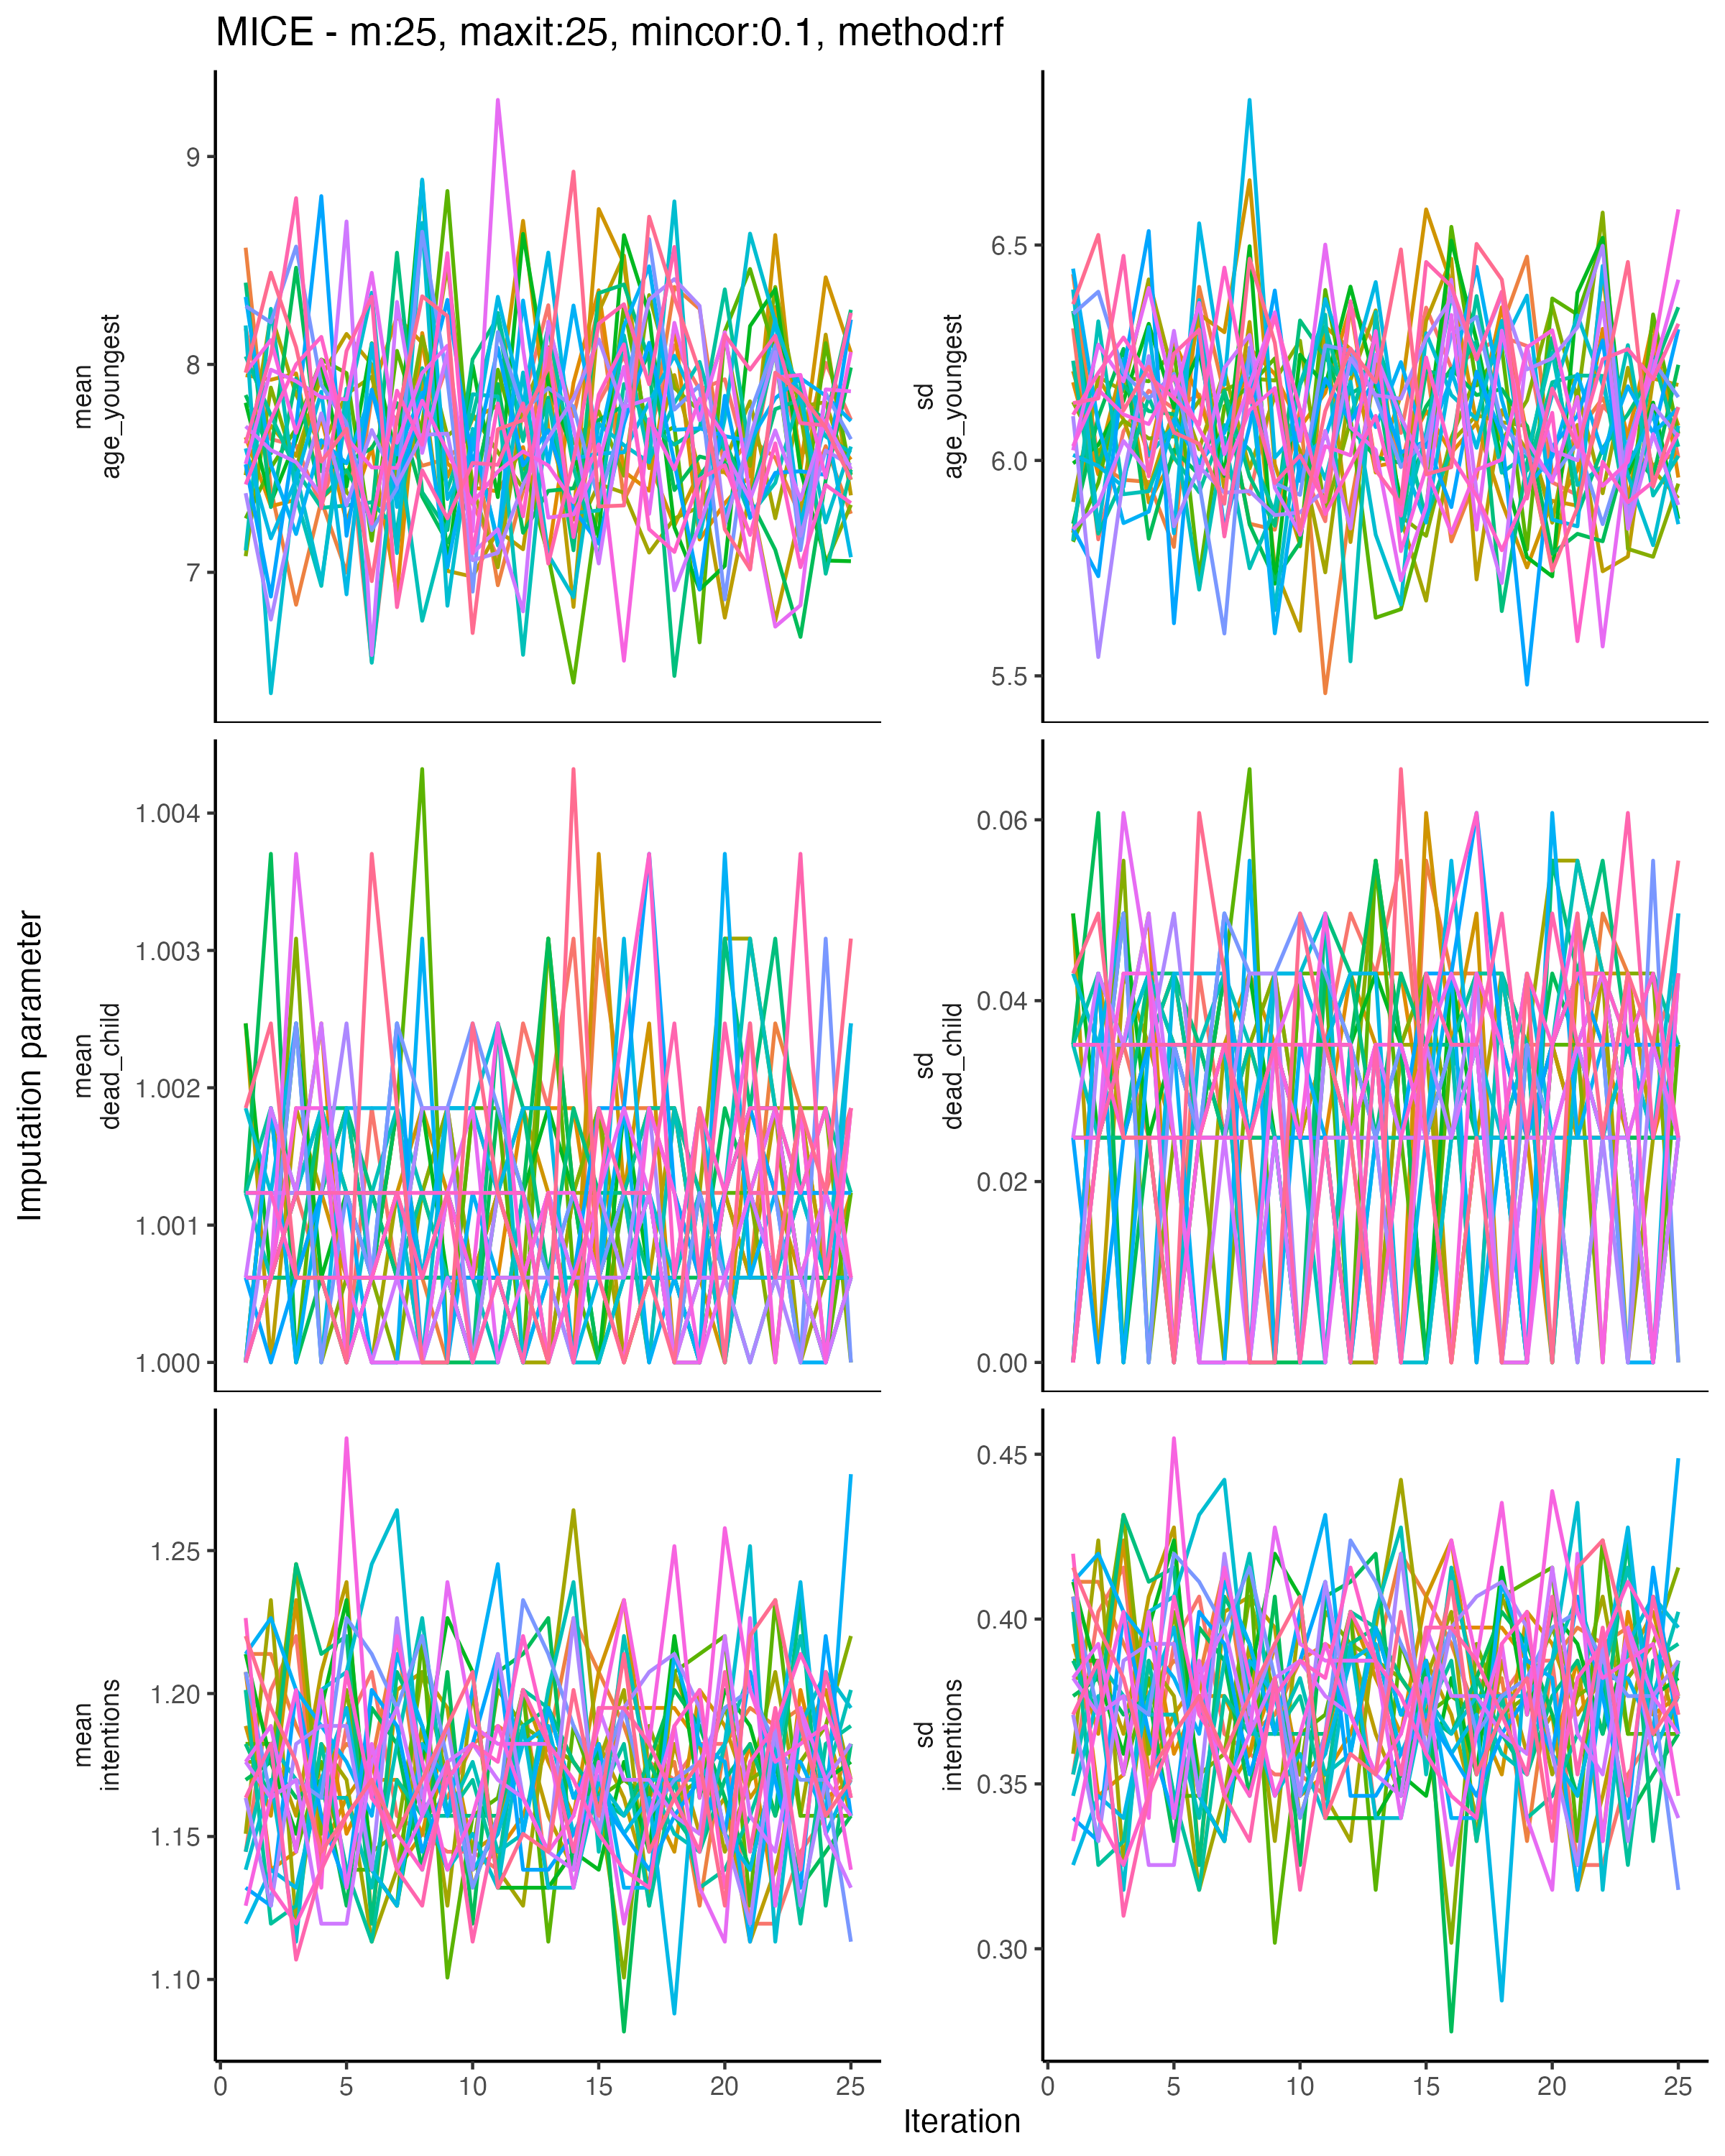 MICE - m:25, maxit:25, mincor:0.1, method:rf
mean
age_youngest
9
8
7
sd
age_youngest
6.5
6.0
5.5
Imputation parameter
mean
dead_child
1.004
1.003
1.002
1.001
1.000
sd
dead_child
0.06
0.04
0.02
0.00
mean
intentions
1.25
1.20
1.15
1.10
sd
intentions
0.45
0.40
0.35
0.30
0 5 10 15 20 25
0 5 10 15 20 25
Iteration